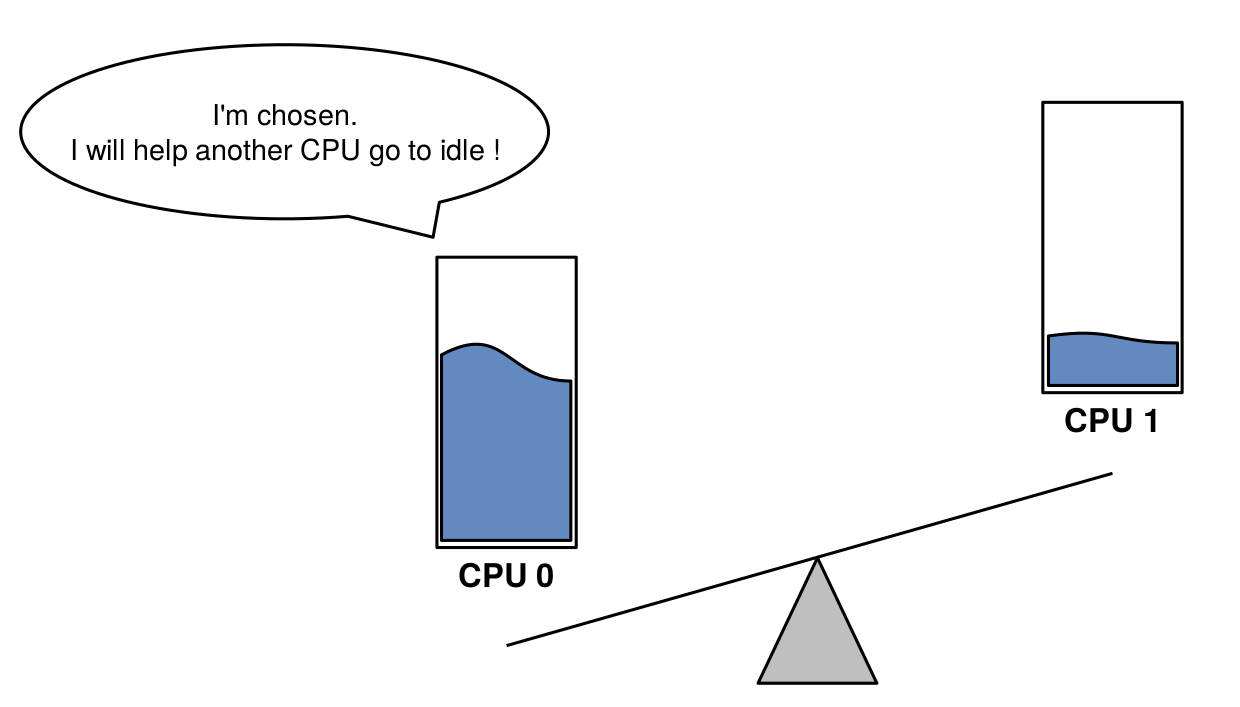 I'm chosen.
I will help another CPU go to idle !
CPU 1
CPU 0